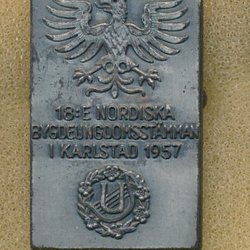 18:E NORDISKA
BYGDEUNGDOMSSTÄMMAN
I KARLSTAD 1957
U